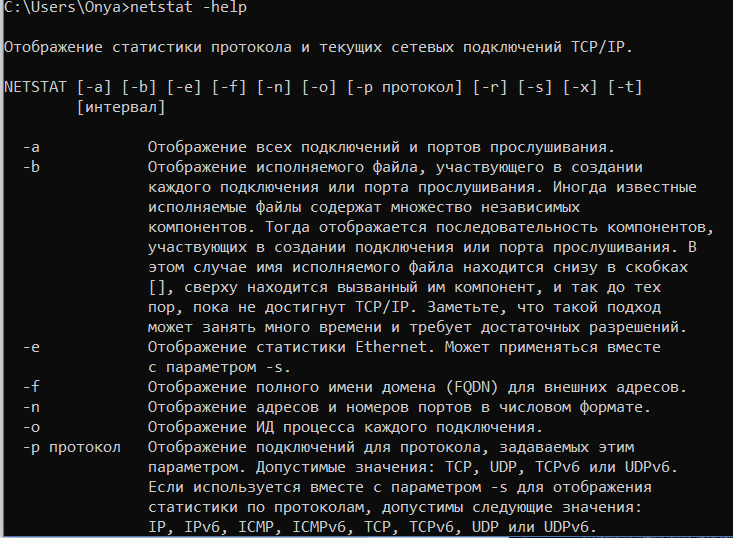 C:\Users\Onya>netstat -help
Отображение статистики протокола и текущих сетевых подключений TCP/IP.
NETSTAT [-a] [-b] [-e] [-f] [-n] [-o] [-p протокол] [-r] [-s] [-x] [-t]
[интервал]
-a Отображение всех подключений и портов прослушивания.
-b Отображение исполняемого файла, участвующего в создании
каждого подключения или порта прослушивания. Иногда известные
исполняемые файлы содержат множество независимых
компонентов. Тогда отображается последовательность компонентов,
участвующих в создании подключения или порта прослушивания. В
этом случае имя исполняемого файла находится снизу в скобках
[], сверху находится вызванный им компонент, и так до тех
пор, пока не достигнут TCP/IP. Заметьте, что такой подход
может занять много времени и требует достаточных разрешений.
-e Отображение статистики Ethernet. Может применяться вместе
с параметром -s.
-f Отображение полного имени домена (FQDN) для внешних адресов.
-n Отображение адресов и номеров портов в числовом формате.
-o Отображение ИД процесса каждого подключения.
-p протокол Отображение подключений для протокола, задаваемых этим
параметром. Допустимые значения: TCP, UDP, TCPv6 или UDPv6.
Если используется вместе с параметром -s для отображения
статистики по протоколам, допустимы следующие значения:
IP, IPv6, ICMP, ICMPv6, TCP, TCPv6, UDP или UDPv6.